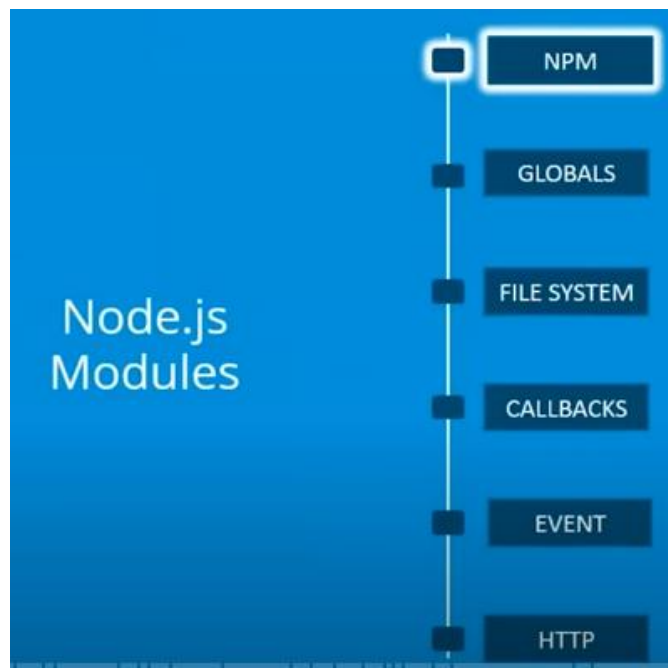 Node.js
Modules
NPM
GLOBALS
FILE SYSTEM
CALLBACKS
EVENT
HTTP